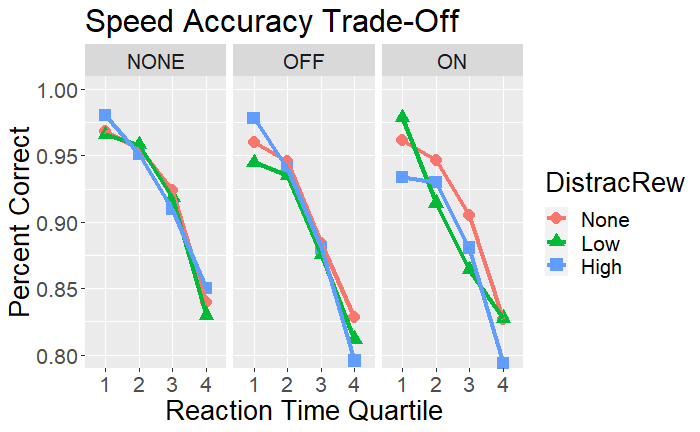 Speed Accuracy Trade-Off
NONE OFF ON
Percent Correct
1.00
0.95
0.90
0.85
0.80
1 2 3 4 1 2 3 4 1 2 3 4
Reaction Time Quartile
DistracRew
None
Low
High